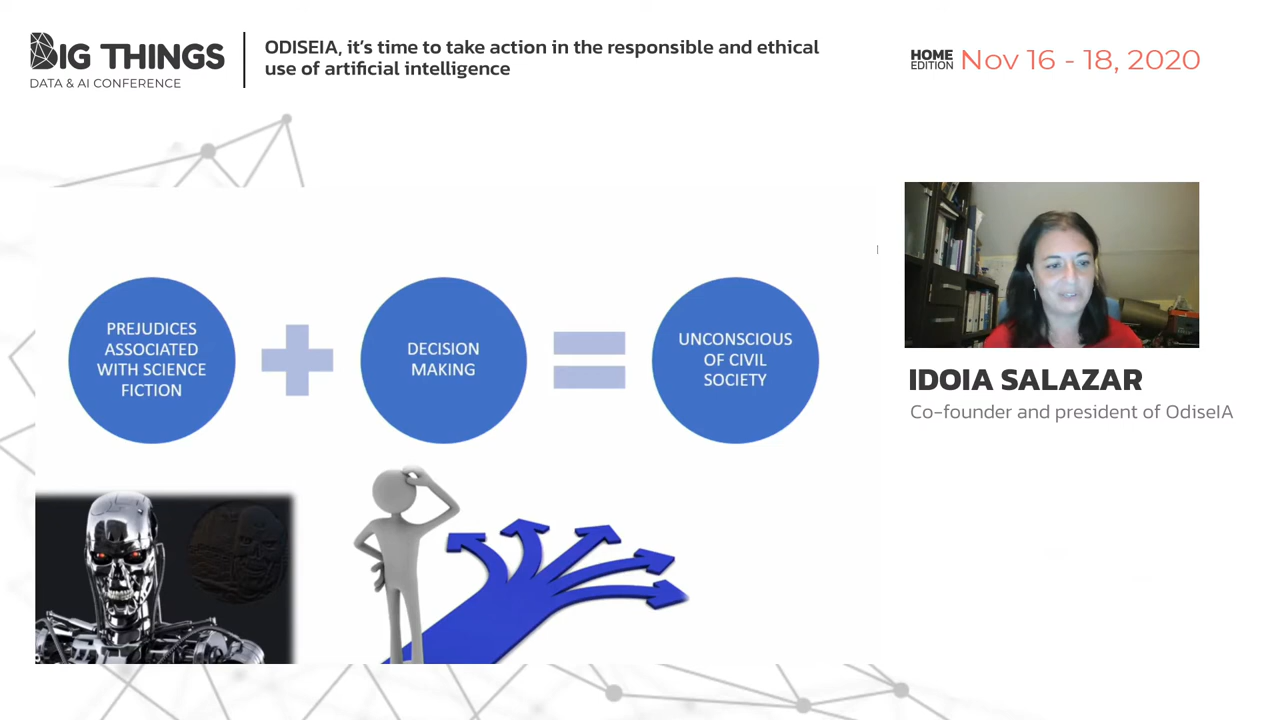 BIG THINGS
DATA & AI CONFERENCE
ODISEIA, it's time to take action in the responsible and ethical
use of artificial intelligence
HOME
EDITION
Nov 16 - 18, 2020
PREJUDICES
ASSOCIATED
WITH SCIENCE
FICTION
DECISION
MAKING
UNCONSCIOUS
OF CIVIL
SOCIETY
IDOIA SALAZAR
Co-founder and president of OdiseIA